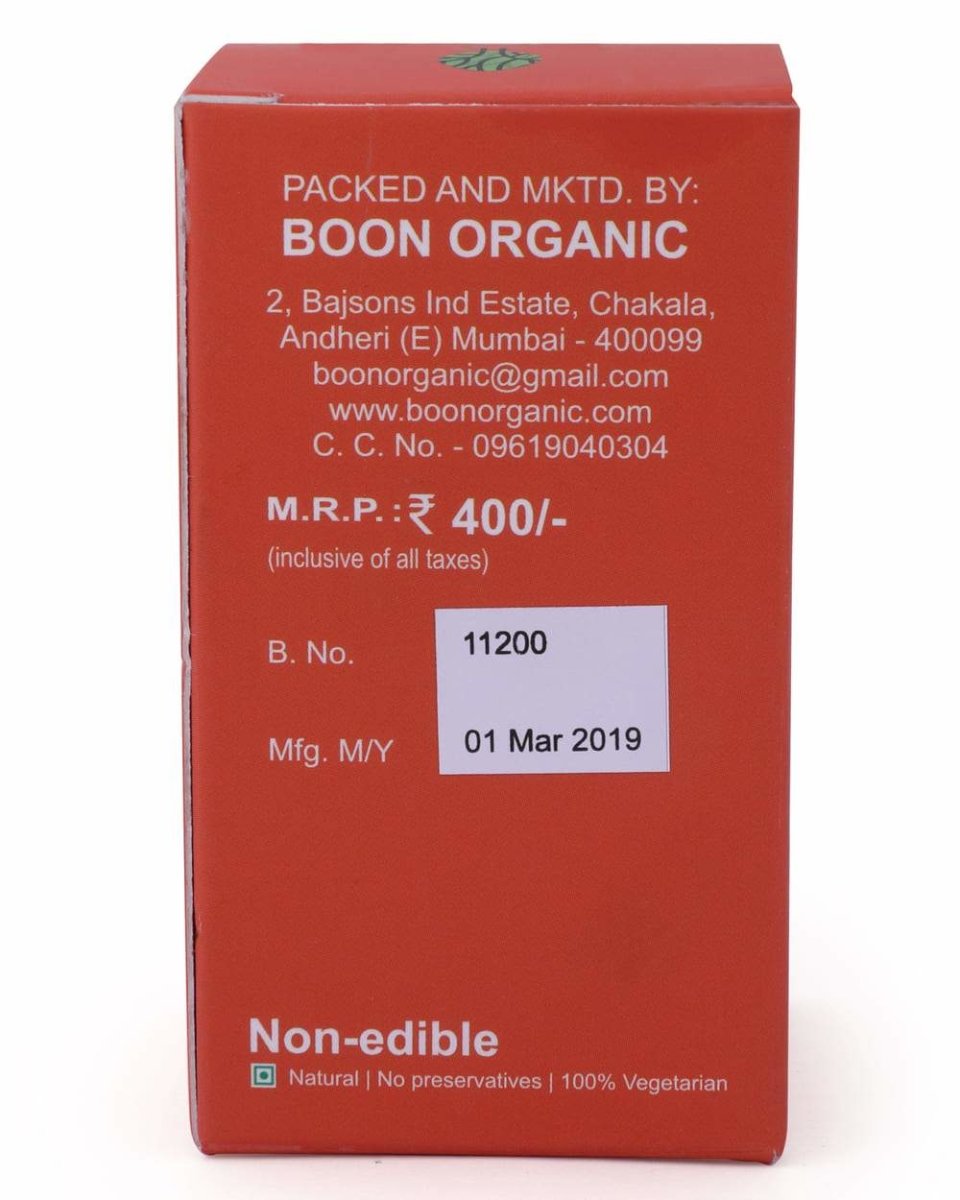 PACKED AND MKTD. BY:
BOON ORGANIC
2, Bajsons Ind Estate, Chakala,
Andheri (E) Mumbai - 400099
boonorganic@gmail.com
www.boonorganic.com
C. C. No. - 09619040304
M.R.P. : ₹ 400/-
(inclusive of all taxes)
B. No. 11200
Mfg. M/Y 01 Mar 2019
Non-edible
Natural | No preservatives | 100% Vegetarian